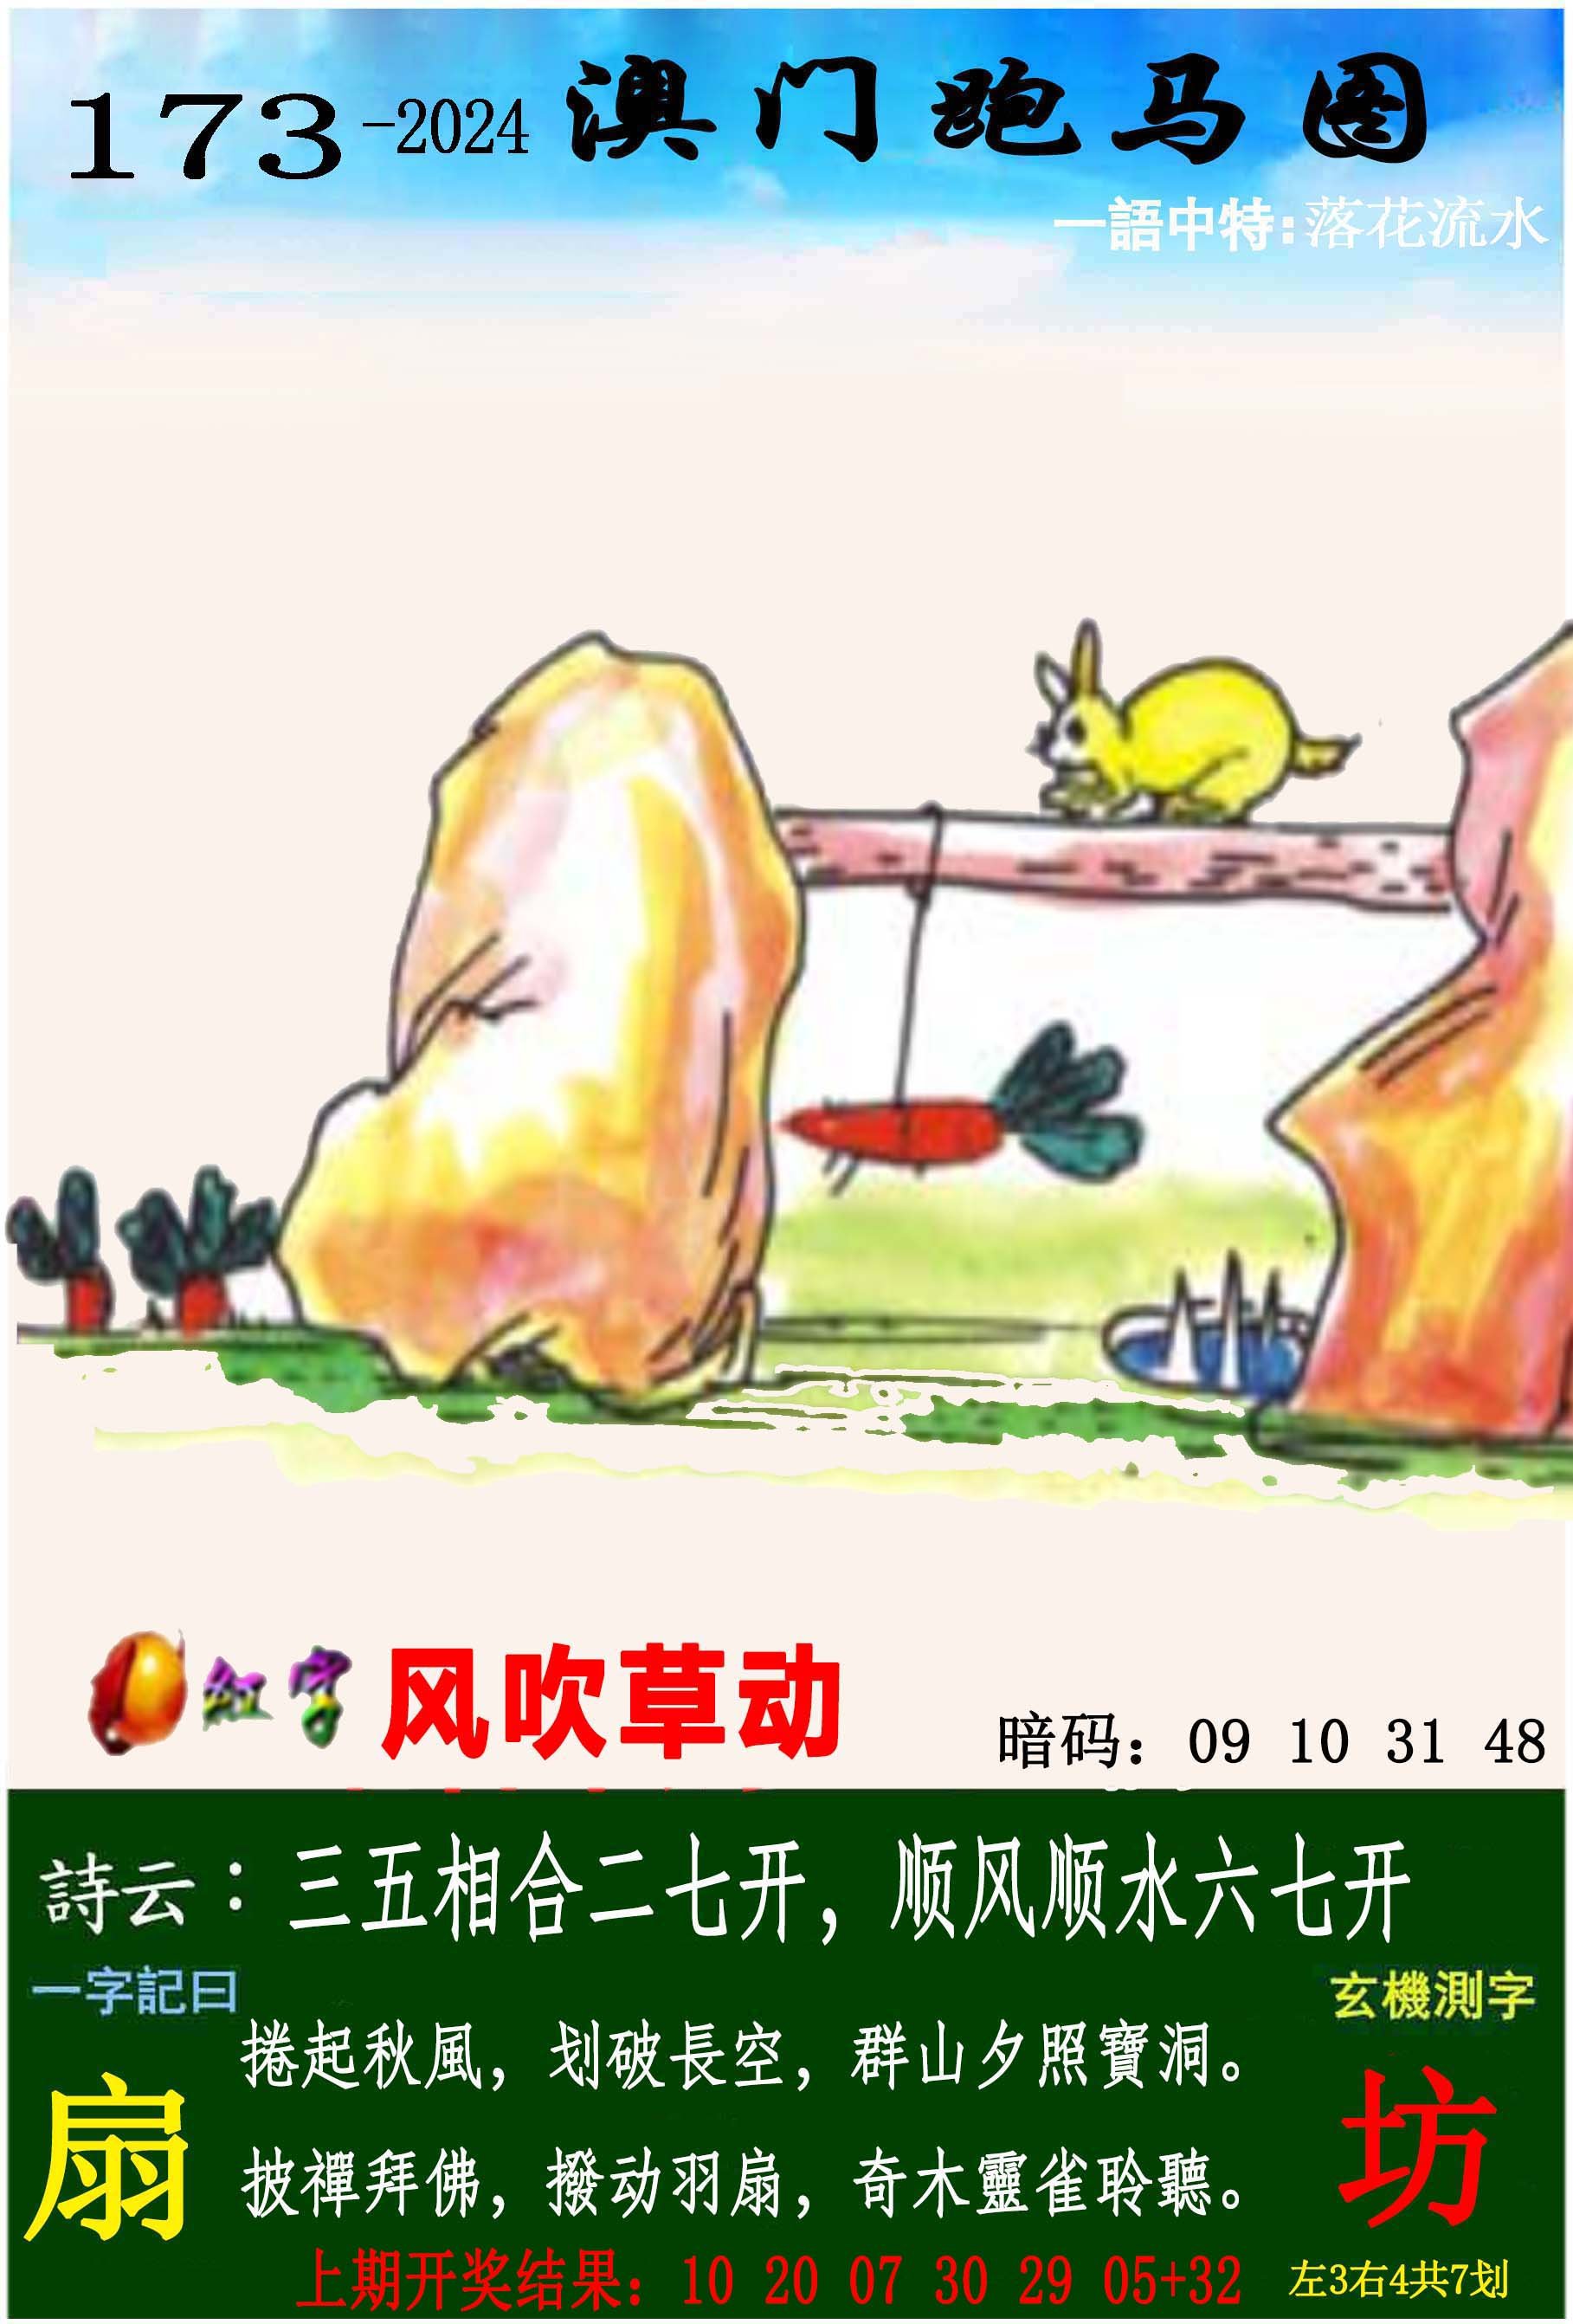 173-2024 澳门跑马图
一語中特:落花流水
红字 风吹草动
暗码：09 10 31 48
詩云：三五相合二七开，顺风顺水六七开
一字記曰
玄機測字
捲起秋風，划破長空，群山夕照寶洞。
扇
坊
披禪拜佛，撥动羽扇，奇木靈雀聆聽。
上期开奖结果：10 20 07 30 29 05+32
左3右4共7划